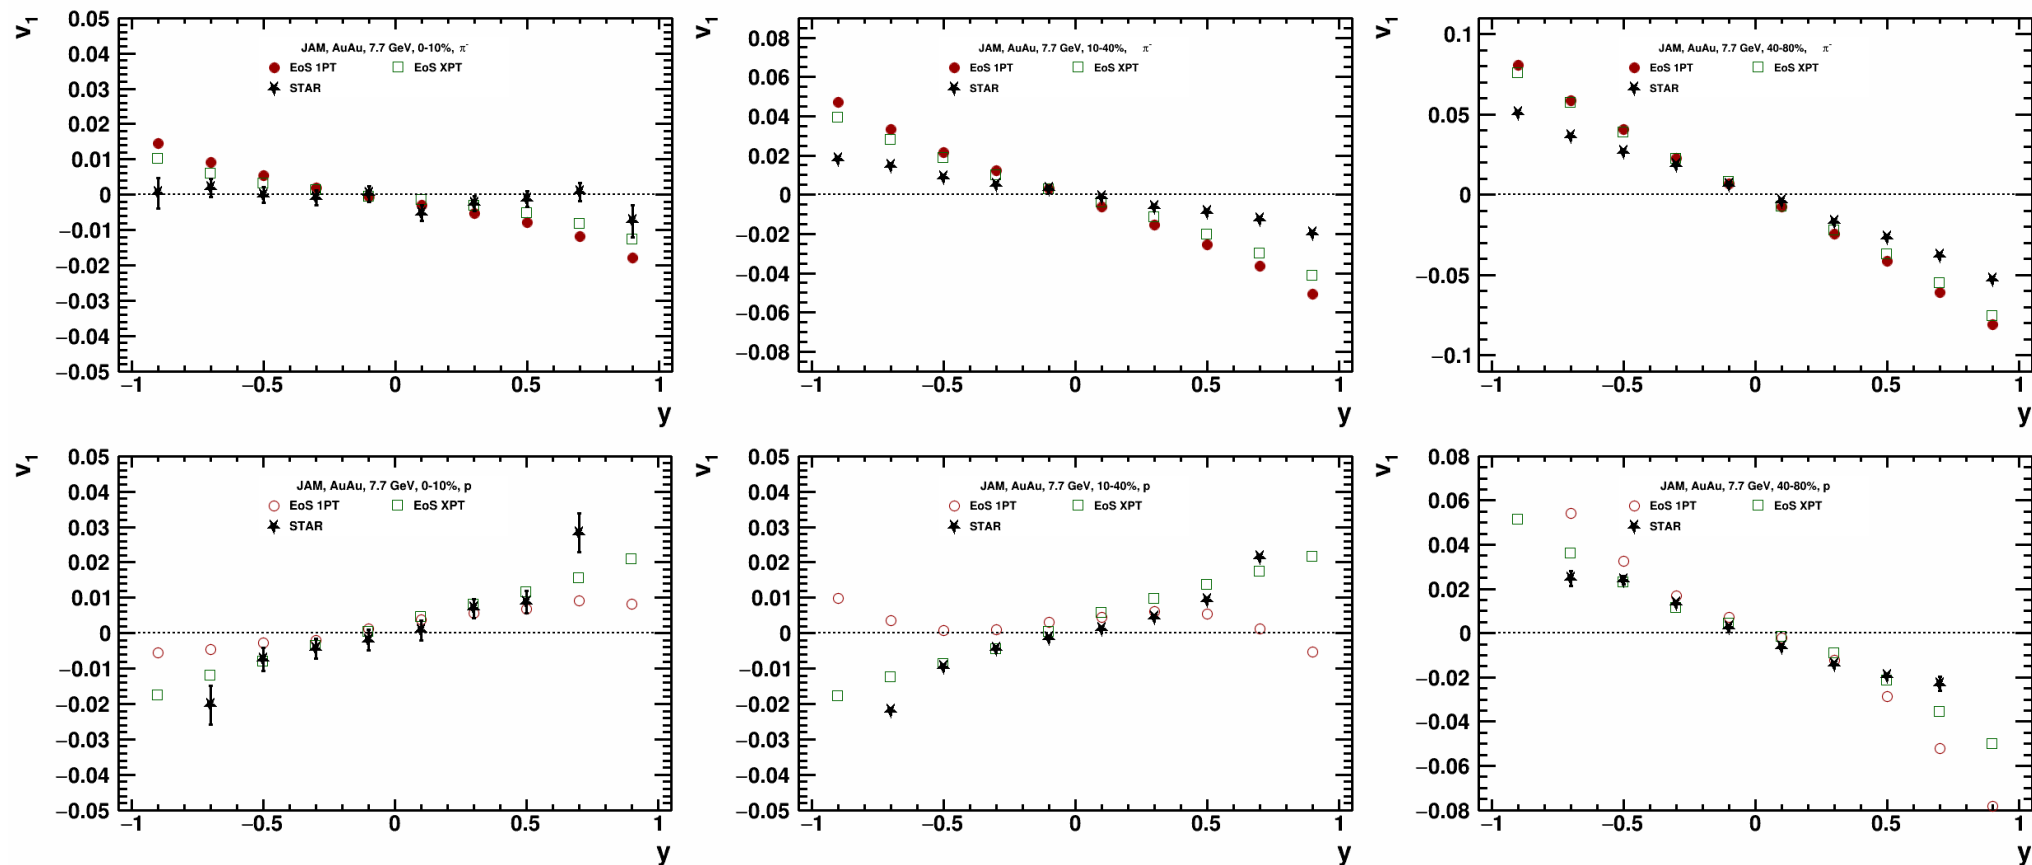 v₁
0.05
0.04
0.03
0.02
0.01
0
−0.01
−0.02
−0.03
−0.04
−0.05
JAM, AuAu, 7.7 GeV, 0-10%, π⁻
EoS 1PT EoS XPT
STAR
−1 −0.5 0 0.5 1
y
v₁
0.08
0.06
0.04
0.02
0
−0.02
−0.04
−0.06
−0.08
JAM, AuAu, 7.7 GeV, 10-40%, π⁻
EoS 1PT EoS XPT
STAR
−1 −0.5 0 0.5 1
y
v₁
0.1
0.05
0
−0.05
−0.1
JAM, AuAu, 7.7 GeV, 40-80%, π⁻
EoS 1PT EoS XPT
STAR
−1 −0.5 0 0.5 1
y
v₁
0.05
0.04
0.03
0.02
0.01
0
−0.01
−0.02
−0.03
−0.04
−0.05
JAM, AuAu, 7.7 GeV, 0-10%, p
EoS 1PT EoS XPT
STAR
−1 −0.5 0 0.5 1
y
v₁
0.05
0.04
0.03
0.02
0.01
0
−0.01
−0.02
−0.03
−0.04
−0.05
JAM, AuAu, 7.7 GeV, 10-40%, p
EoS 1PT EoS XPT
STAR
−1 −0.5 0 0.5 1
y
v₁
0.08
0.06
0.04
0.02
0
−0.02
−0.04
−0.06
−0.08
JAM, AuAu, 7.7 GeV, 40-80%, p
EoS 1PT EoS XPT
STAR
−1 −0.5 0 0.5 1
y